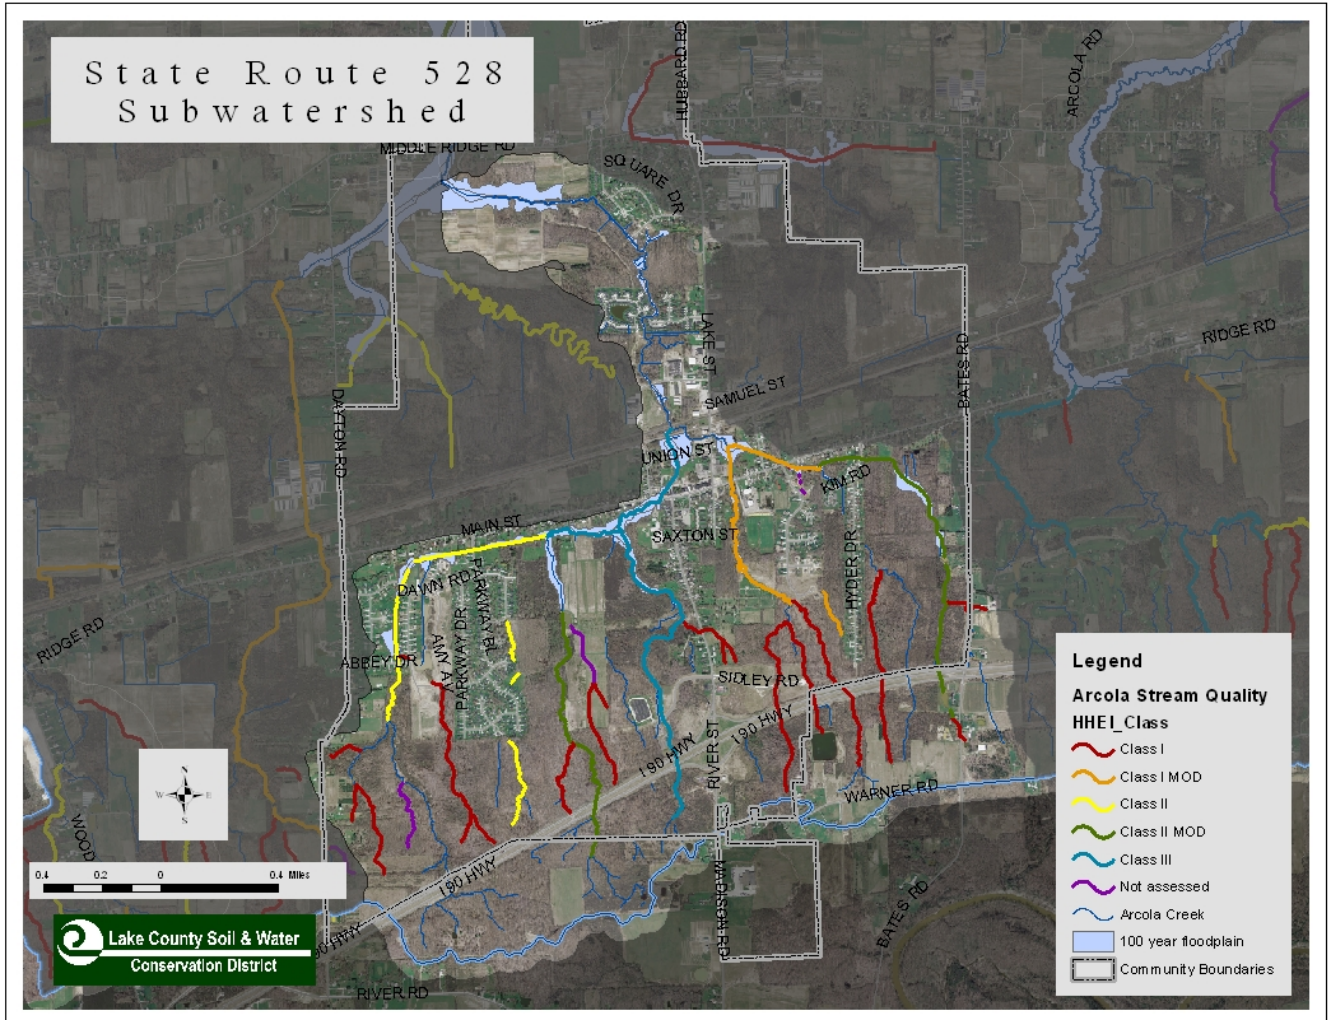 State Route 528
Subwatershed
HUBBARD RD
ARCOLA RD
MIDDLE RIDGE RD
SQUARE DR
LAKE ST
RIDGE RD
BATES RD
SAMUEL ST
DAYTON RD
UNION ST
KIM RD
MAIN ST
SAXTON ST
HYDER DR
DAWN RD
PARKWAY BL
PARKWAY DR
AMY AV
RIDGE RD
ABBEY DR
SIDLEY RD
I90 HWY
I90 HWY
RIVER ST
WARNER RD
WOOD
I90 HWY
MADISON RD
BATES RD
90 HWY
RIVER RD
N
W E
S
0.4 0.2 0 0.4 Miles
Lake County Soil & Water
Conservation District
Legend
Arcola Stream Quality
HHEI_Class
Class I
Class I MOD
Class II
Class II MOD
Class III
Not assessed
Arcola Creek
100 year floodplain
Community Boundaries